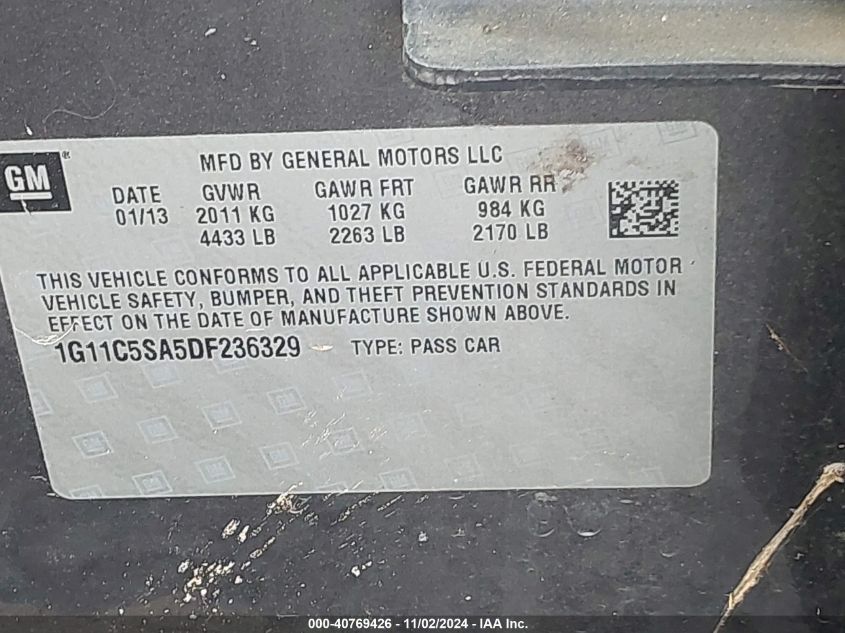 GM®
MFD BY GENERAL MOTORS LLC
DATE GVWR GAWR FRT GAWR RR
01/13 2011 KG 1027 KG 984 KG
4433 LB 2263 LB 2170 LB
THIS VEHICLE CONFORMS TO ALL APPLICABLE U.S. FEDERAL MOTOR
VEHICLE SAFETY, BUMPER, AND THEFT PREVENTION STANDARDS IN
EFFECT ON THE DATE OF MANUFACTURE SHOWN ABOVE.
1G11C5SA5DF236329 TYPE: PASS CAR
000-40769426 - 11/02/2024 - IAA Inc.